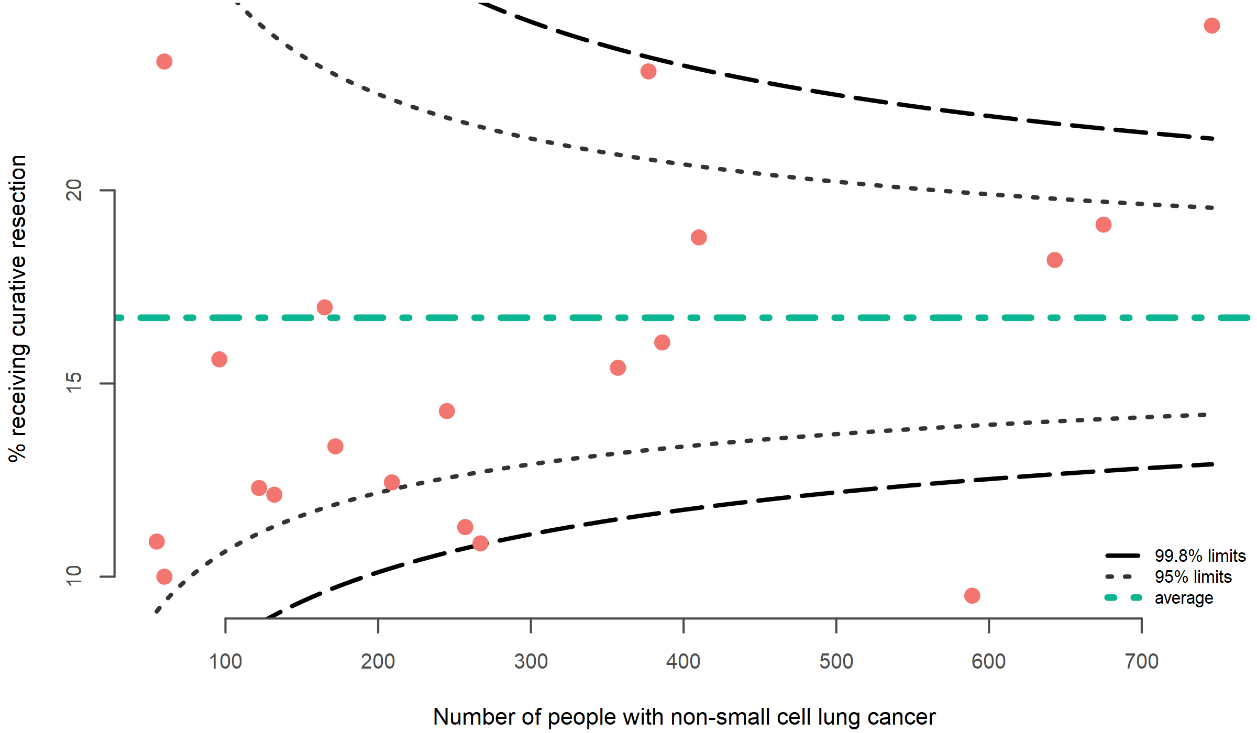 % receiving curative resection
20
15
10
99.8% limits
95% limits
average
100 200 300 400 500 600 700
Number of people with non-small cell lung cancer